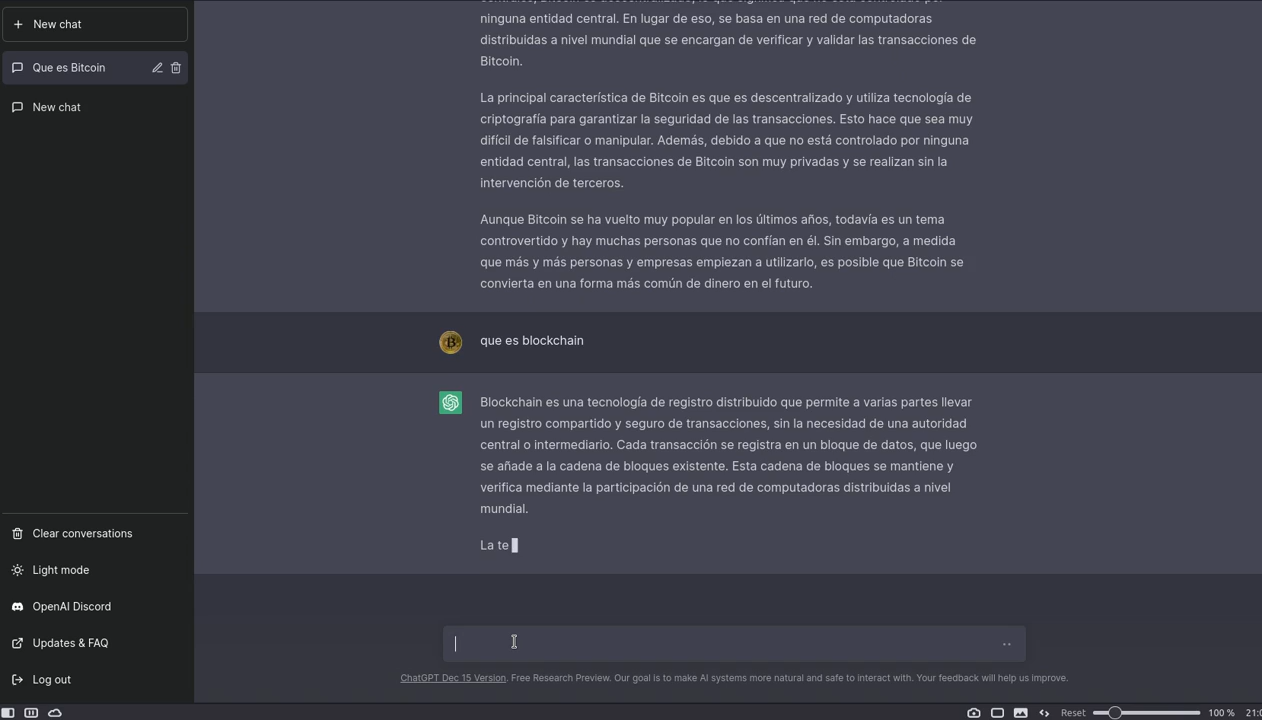 New chat
Que es Bitcoin
New chat
ninguna entidad central. En lugar de eso, se basa en una red de computadoras
distribuidas a nivel mundial que se encargan de verificar y validar las transacciones de
Bitcoin.
La principal característica de Bitcoin es que es descentralizado y utiliza tecnología de
criptografía para garantizar la seguridad de las transacciones. Esto hace que sea muy
difícil de falsificar o manipular. Además, debido a que no está controlado por ninguna
entidad central, las transacciones de Bitcoin son muy privadas y se realizan sin la
intervención de terceros.
Aunque Bitcoin se ha vuelto muy popular en los últimos años, todavía es un tema
controvertido y hay muchas personas que no confían en él. Sin embargo, a medida
que más y más personas y empresas empiezan a utilizarlo, es posible que Bitcoin se
convierta en una forma más común de dinero en el futuro.
que es blockchain
Blockchain es una tecnología de registro distribuido que permite a varias partes llevar
un registro compartido y seguro de transacciones, sin la necesidad de una autoridad
central o intermediario. Cada transacción se registra en un bloque de datos, que luego
se añade a la cadena de bloques existente. Esta cadena de bloques se mantiene y
verifica mediante la participación de una red de computadoras distribuidas a nivel
mundial.
La te
Clear conversations
Light mode
OpenAI Discord
Updates & FAQ
Log out
ChatGPT Dec 15 Version. Free Research Preview. Our goal is to make AI systems more natural and safe to interact with. Your feedback will help us improve.
Reset 100 % 21:0